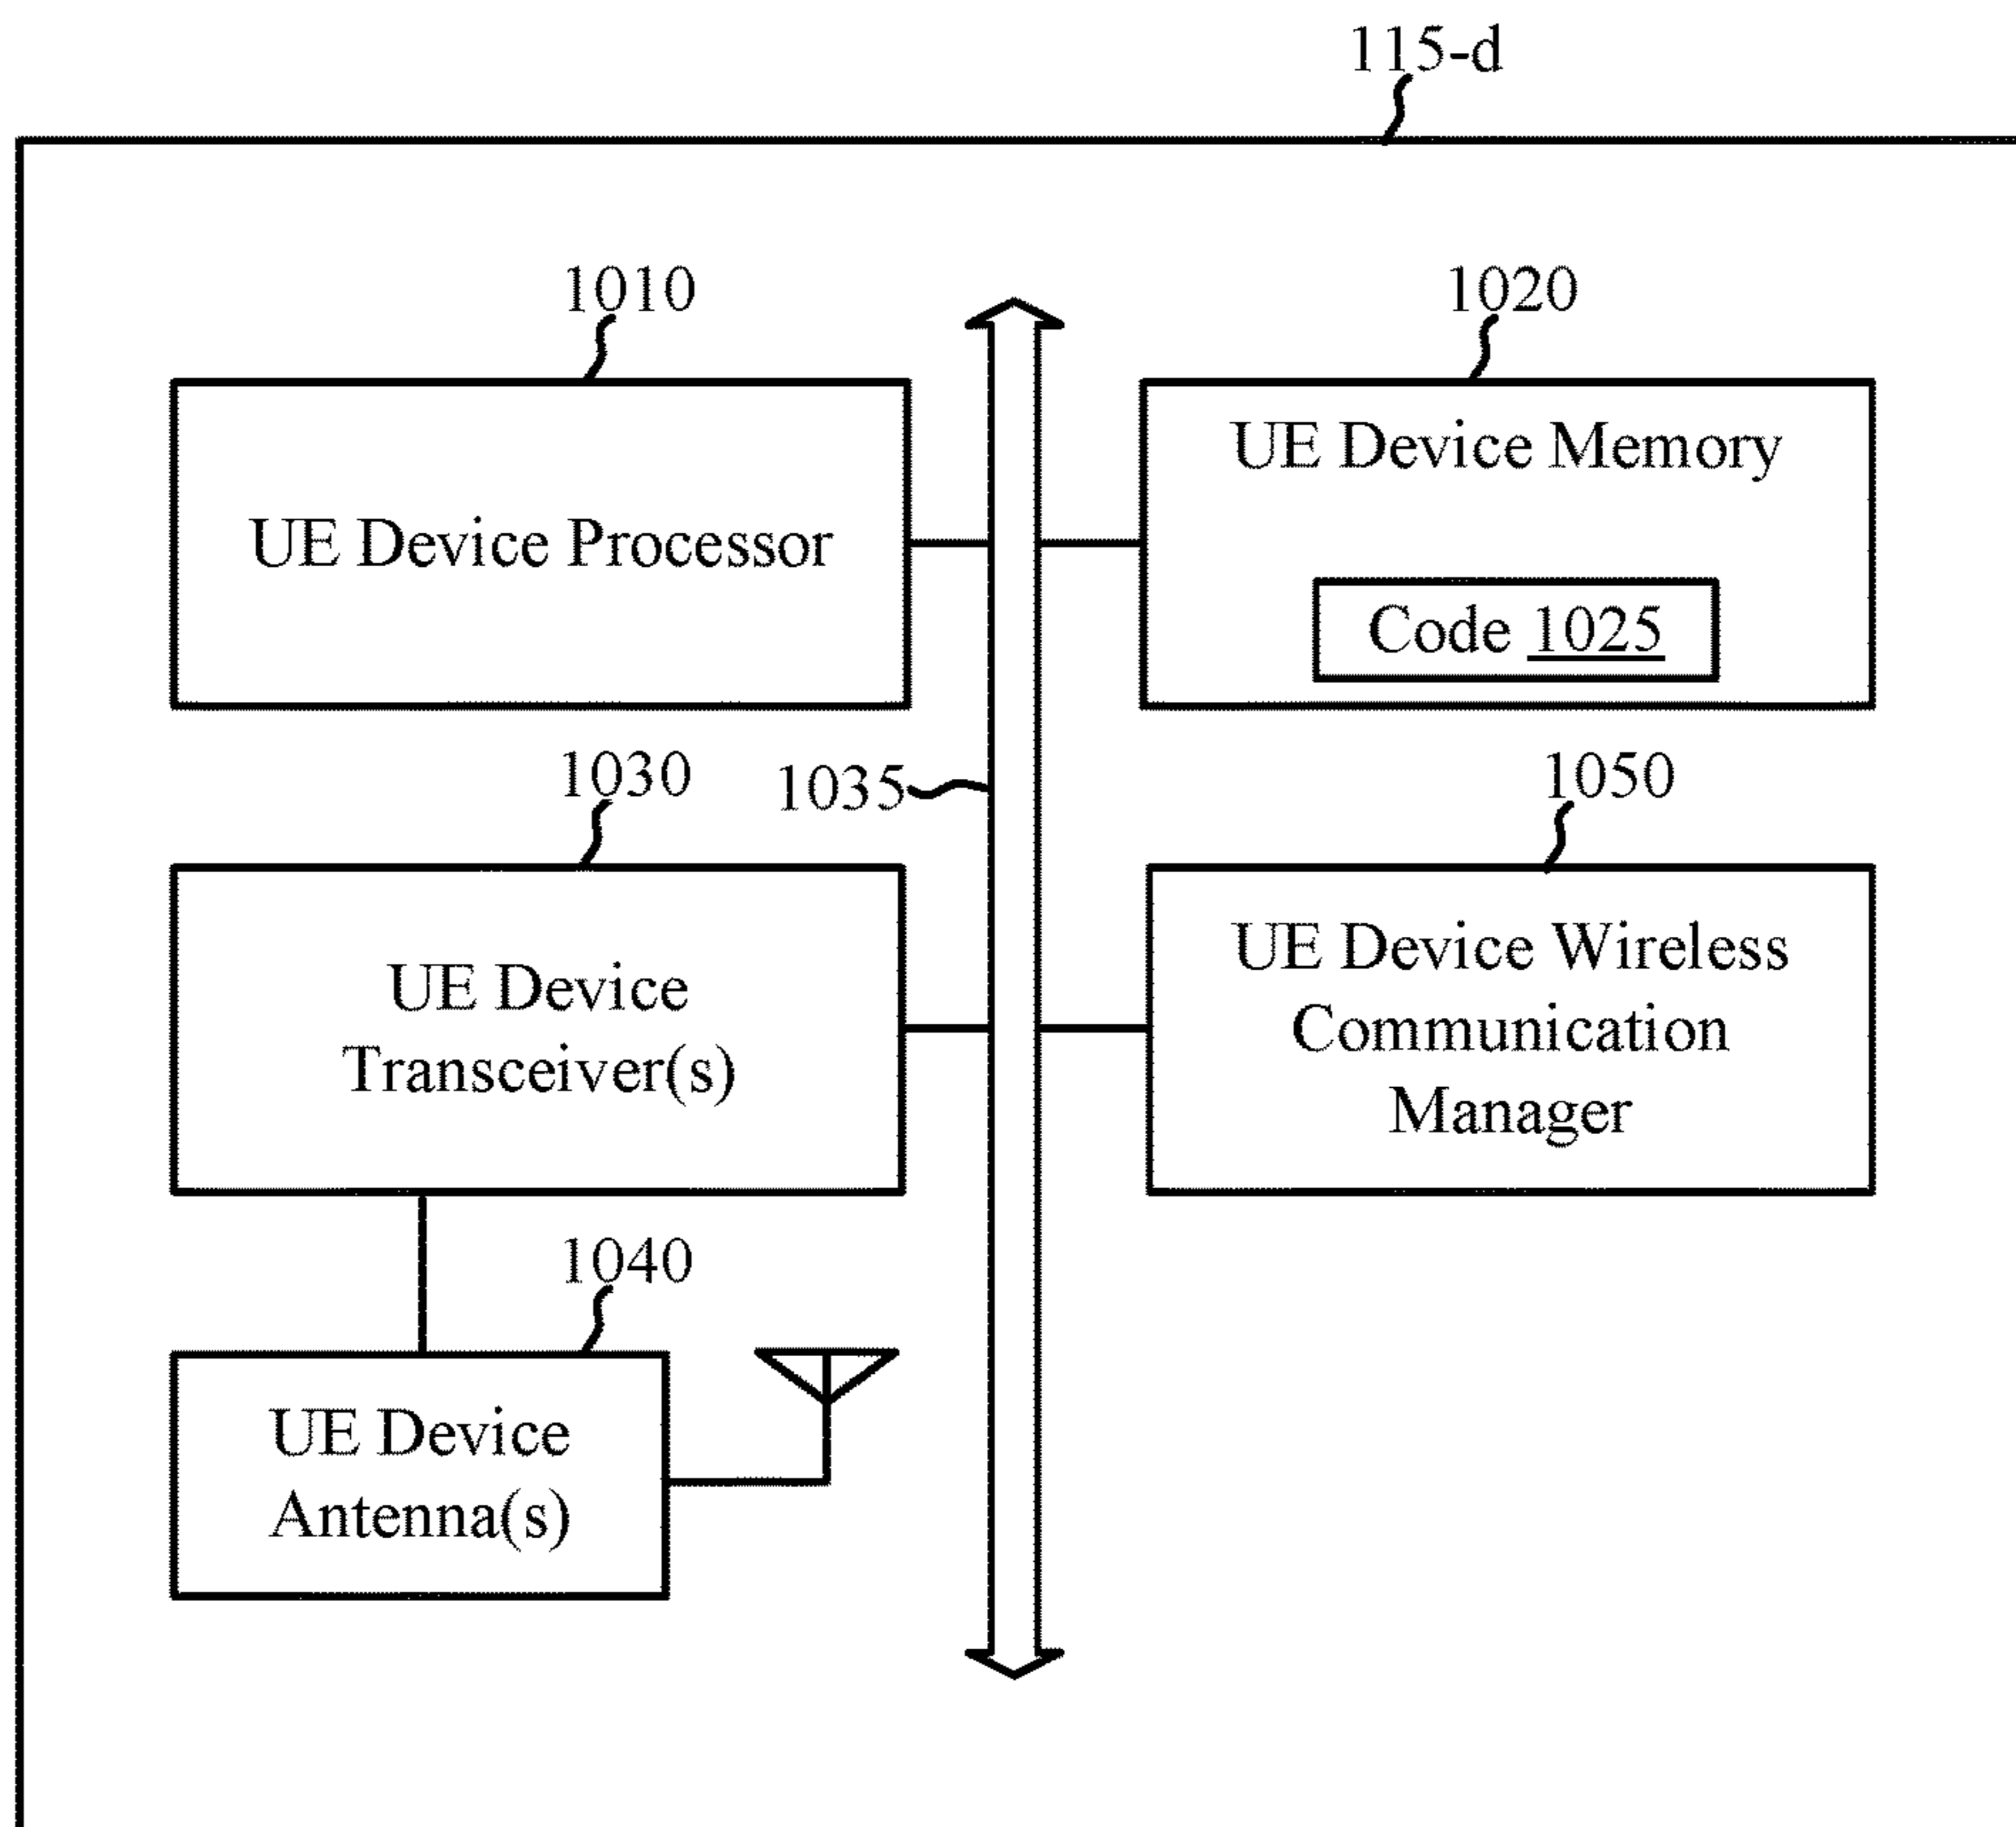 115-d
1010
1020
UE Device Processor
UE Device Memory
Code 1025
1030
1035
1050
UE Device
Transceiver(s)
UE Device Wireless
Communication
Manager
1040
UE Device
Antenna(s)